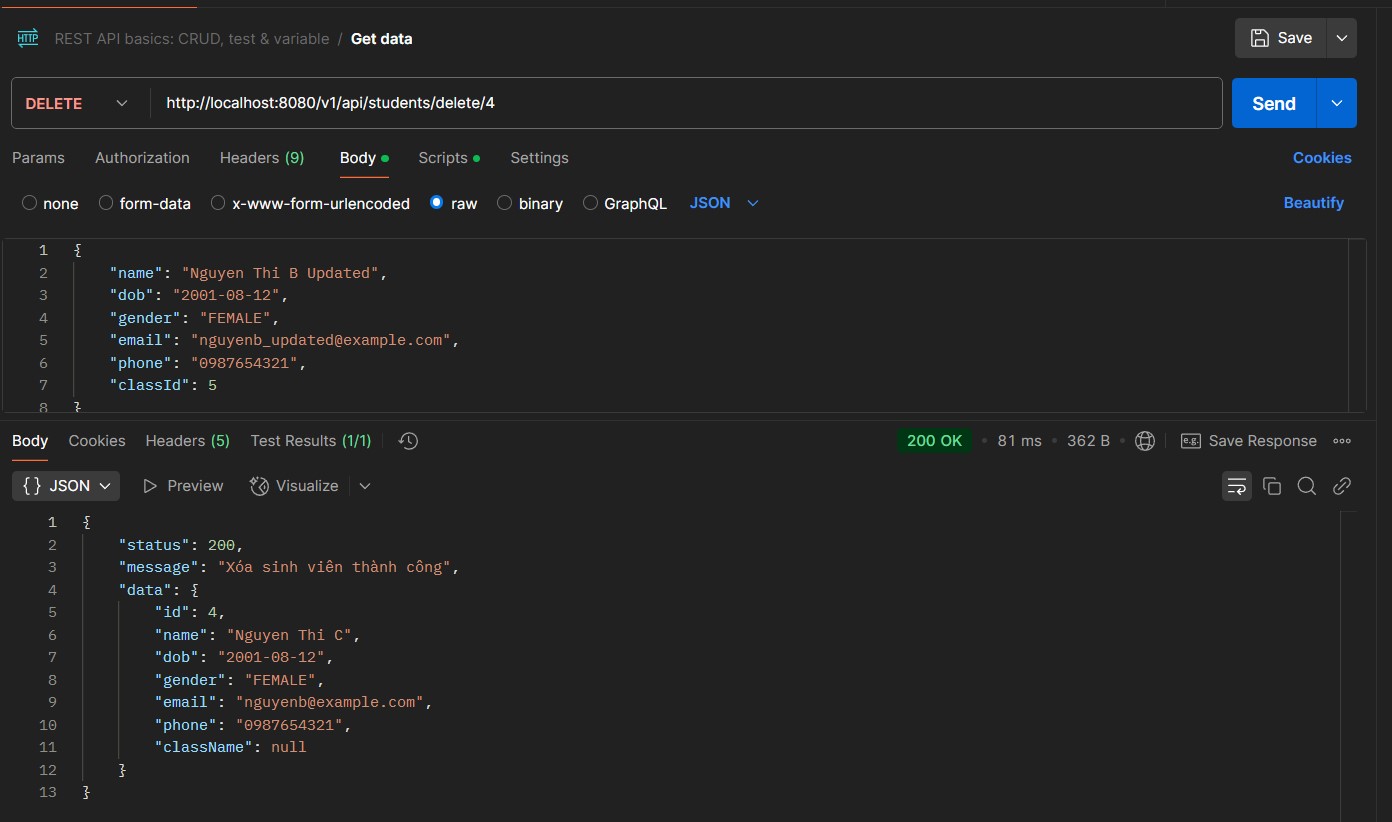 HTTP REST API basics: CRUD, test & variable / Get data Save
DELETE http://localhost:8080/v1/api/students/delete/4 Send
Params Authorization Headers (9) Body Scripts Settings Cookies
none form-data x-www-form-urlencoded raw binary GraphQL JSON Beautify
1 {
2 "name": "Nguyen Thi B Updated",
3 "dob": "2001-08-12",
4 "gender": "FEMALE",
5 "email": "nguyenb_updated@example.com",
6 "phone": "0987654321",
7 "classId": 5
8 }
Body Cookies Headers (5) Test Results (1/1) 200 OK • 81 ms • 362 B • e.g. Save Response
{} JSON Preview Visualize
1 {
2 "status": 200,
3 "message": "Xóa sinh viên thành công",
4 "data": {
5 "id": 4,
6 "name": "Nguyen Thi C",
7 "dob": "2001-08-12",
8 "gender": "FEMALE",
9 "email": "nguyenb@example.com",
10 "phone": "0987654321",
11 "className": null
12 }
13 }